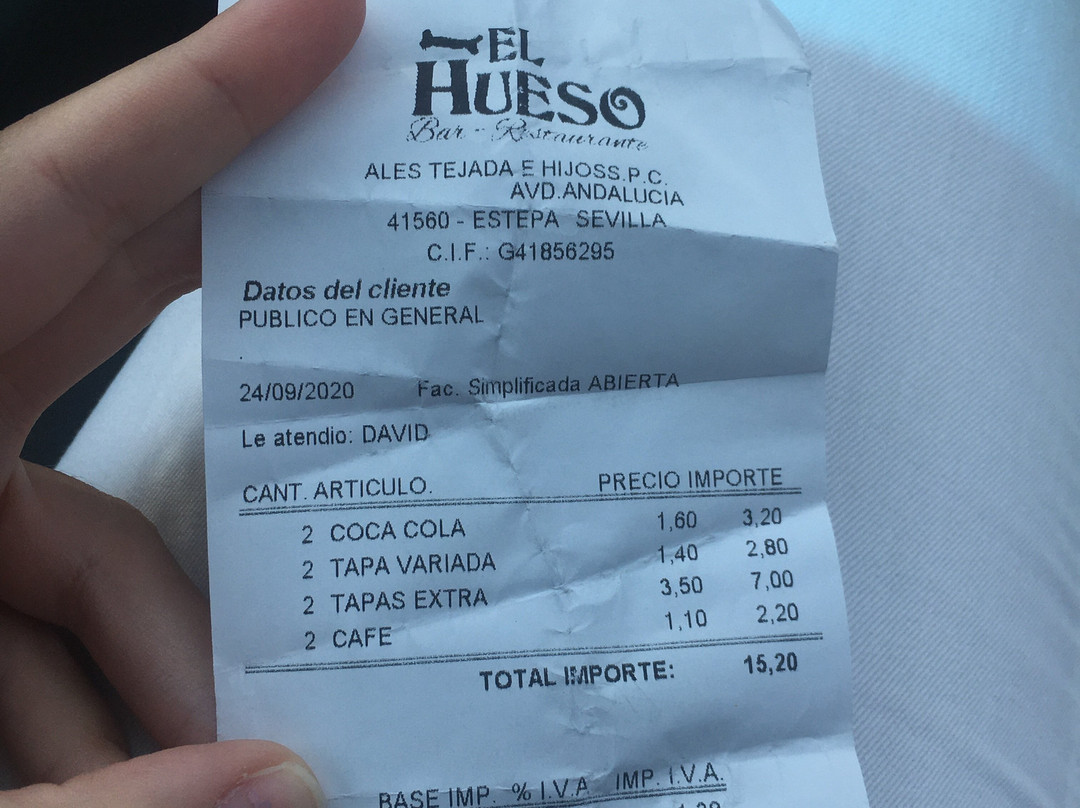 EL
HUESO
Bar - Restaurante
ALES TEJADA E HIJOSS.P.C.
AVD.ANDALUCIA
41560 - ESTEPA SEVILLA
C.I.F.: G41856295
Datos del cliente
PUBLICO EN GENERAL
.
24/09/2020 Fac. Simplificada ABIERTA
Le atendio: DAVID
CANT. ARTICULO. PRECIO IMPORTE
2 COCA COLA 1,60 3,20
2 TAPA VARIADA 1,40 2,80
2 TAPAS EXTRA 3,50 7,00
2 CAFE 1,10 2,20
TOTAL IMPORTE: 15,20
BASE IMP. % I.V.A IMP. I.V.A.